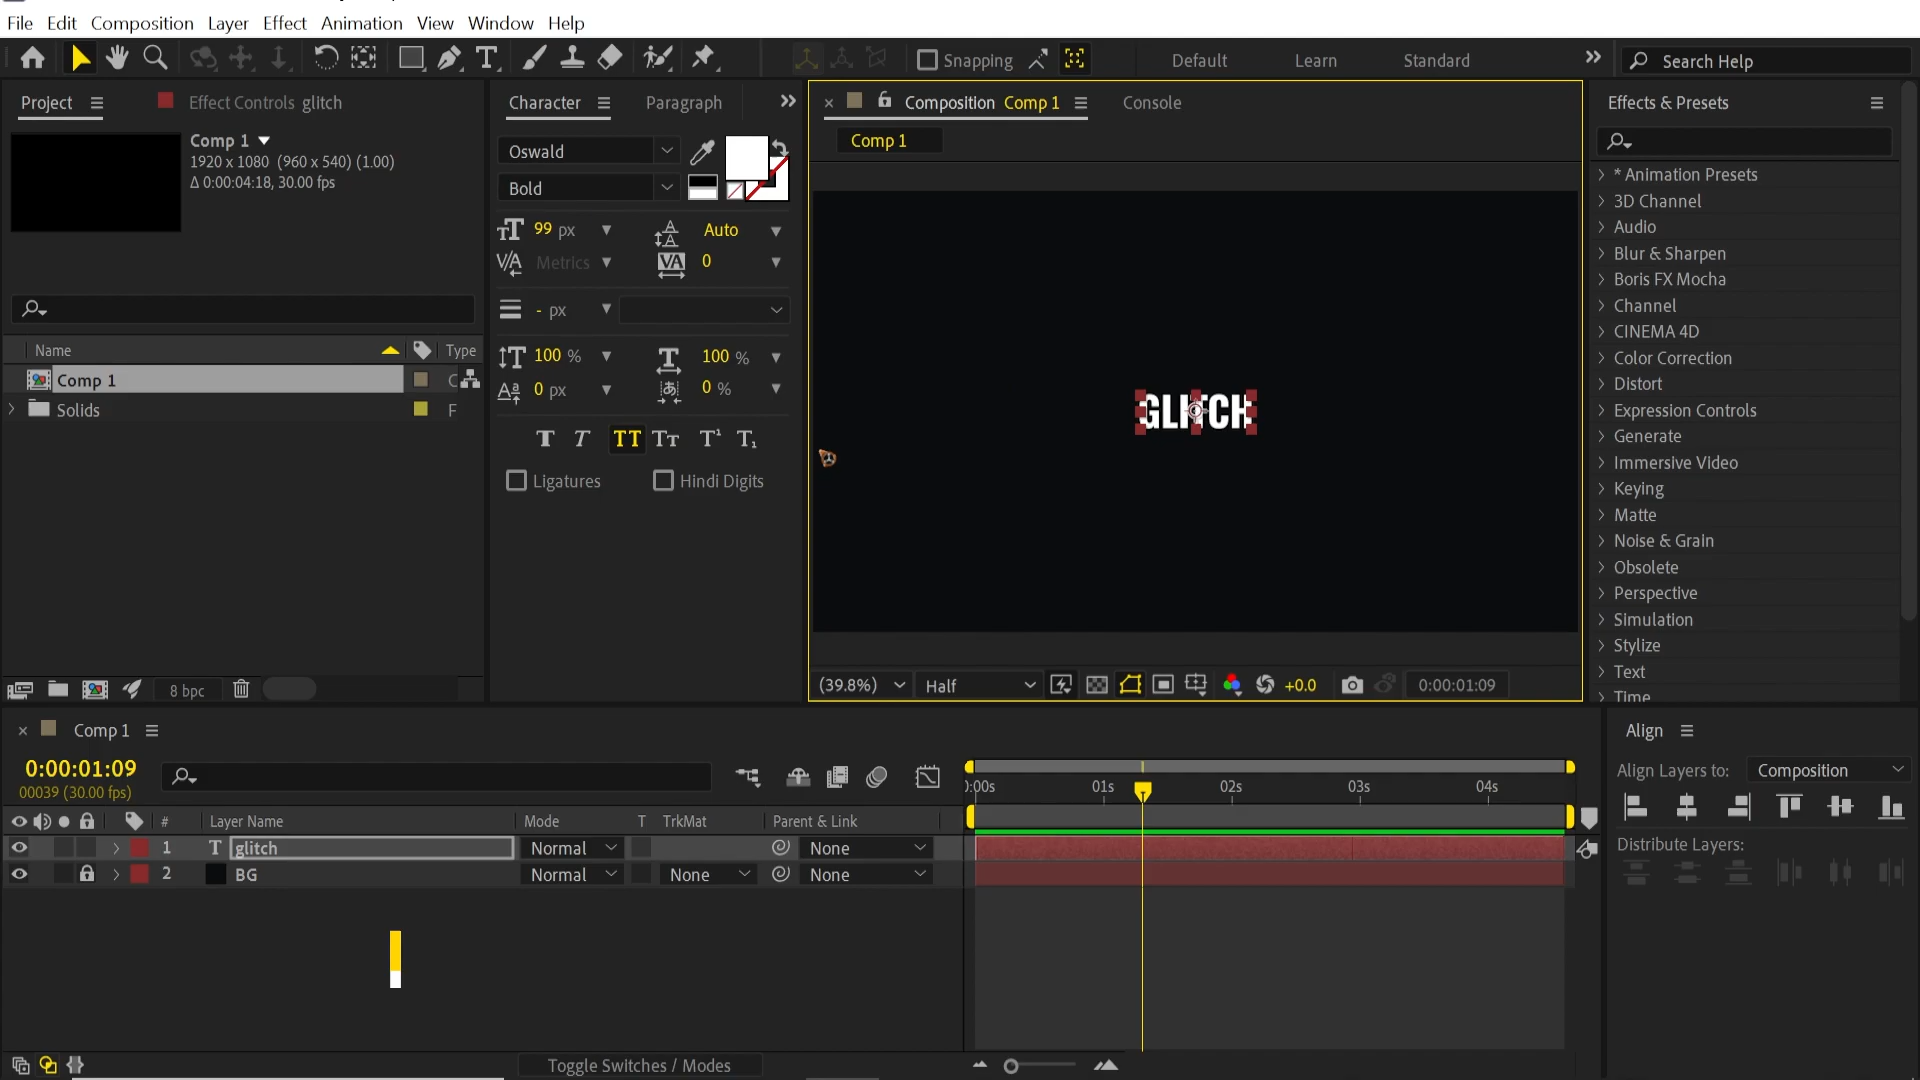 File Edit Composition Layer Effect Animation View Window Help
Snapping Default Learn Standard Search Help
Project Effect Controls glitch
Comp 1
1920 x 1080 (960 x 540) (1.00)
Δ 0:00:04:18, 30.00 fps
Name Type
Comp 1 C
Solids F
8 bpc
Character Paragraph
Oswald
Bold
99 px Auto
Metrics 0
- px
100 % 100 %
0 px 0 %
T T TT Tт T¹ T₁
Ligatures Hindi Digits
Composition Comp 1 Console
Comp 1
GLITCH
(39.8%) Half +0.0 0:00:01:09
Effects & Presets
* Animation Presets
3D Channel
Audio
Blur & Sharpen
Boris FX Mocha
Channel
CINEMA 4D
Color Correction
Distort
Expression Controls
Generate
Immersive Video
Keying
Matte
Noise & Grain
Obsolete
Perspective
Simulation
Stylize
Text
Time
Comp 1
0:00:01:09
00039 (30.00 fps)
):00s 01s 02s 03s 04s
# Layer Name Mode T TrkMat Parent & Link
1 T glitch Normal None
2 BG Normal None None
Toggle Switches / Modes
Align
Align Layers to: Composition
Distribute Layers: